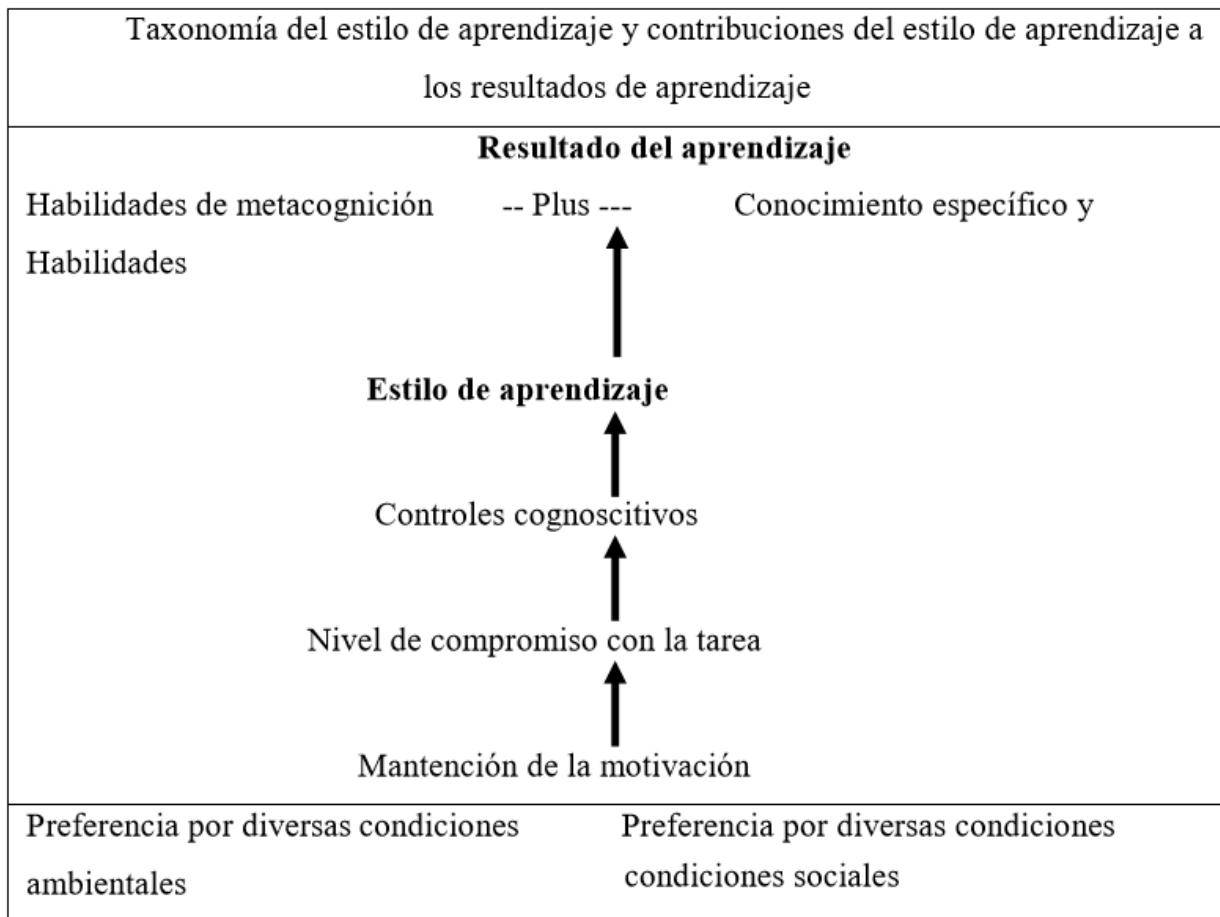 Taxonomía del estilo de aprendizaje y contribuciones del estilo de aprendizaje a
los resultados de aprendizaje
Resultado del aprendizaje
Habilidades de metacognición -- Plus --- Conocimiento específico y
Habilidades
Estilo de aprendizaje
Controles cognoscitivos
Nivel de compromiso con la tarea
Mantención de la motivación
Preferencia por diversas condiciones
ambientales
Preferencia por diversas condiciones
condiciones sociales